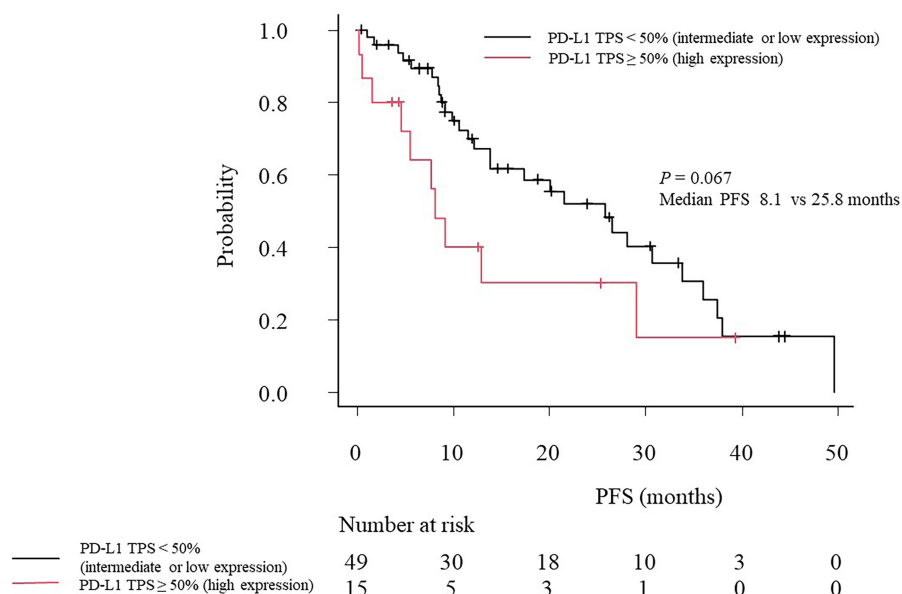 1.0
0.8
0.6
0.4
0.2
0.0
Probability
PD-L1 TPS < 50% (intermediate or low expression)
PD-L1 TPS ≥ 50% (high expression)
P = 0.067
Median PFS 8.1 vs 25.8 months
0 10 20 30 40 50
PFS (months)
Number at risk
PD-L1 TPS < 50%
(intermediate or low expression)
49 30 18 10 3 0
PD-L1 TPS ≥ 50% (high expression)
15 5 3 1 0 0